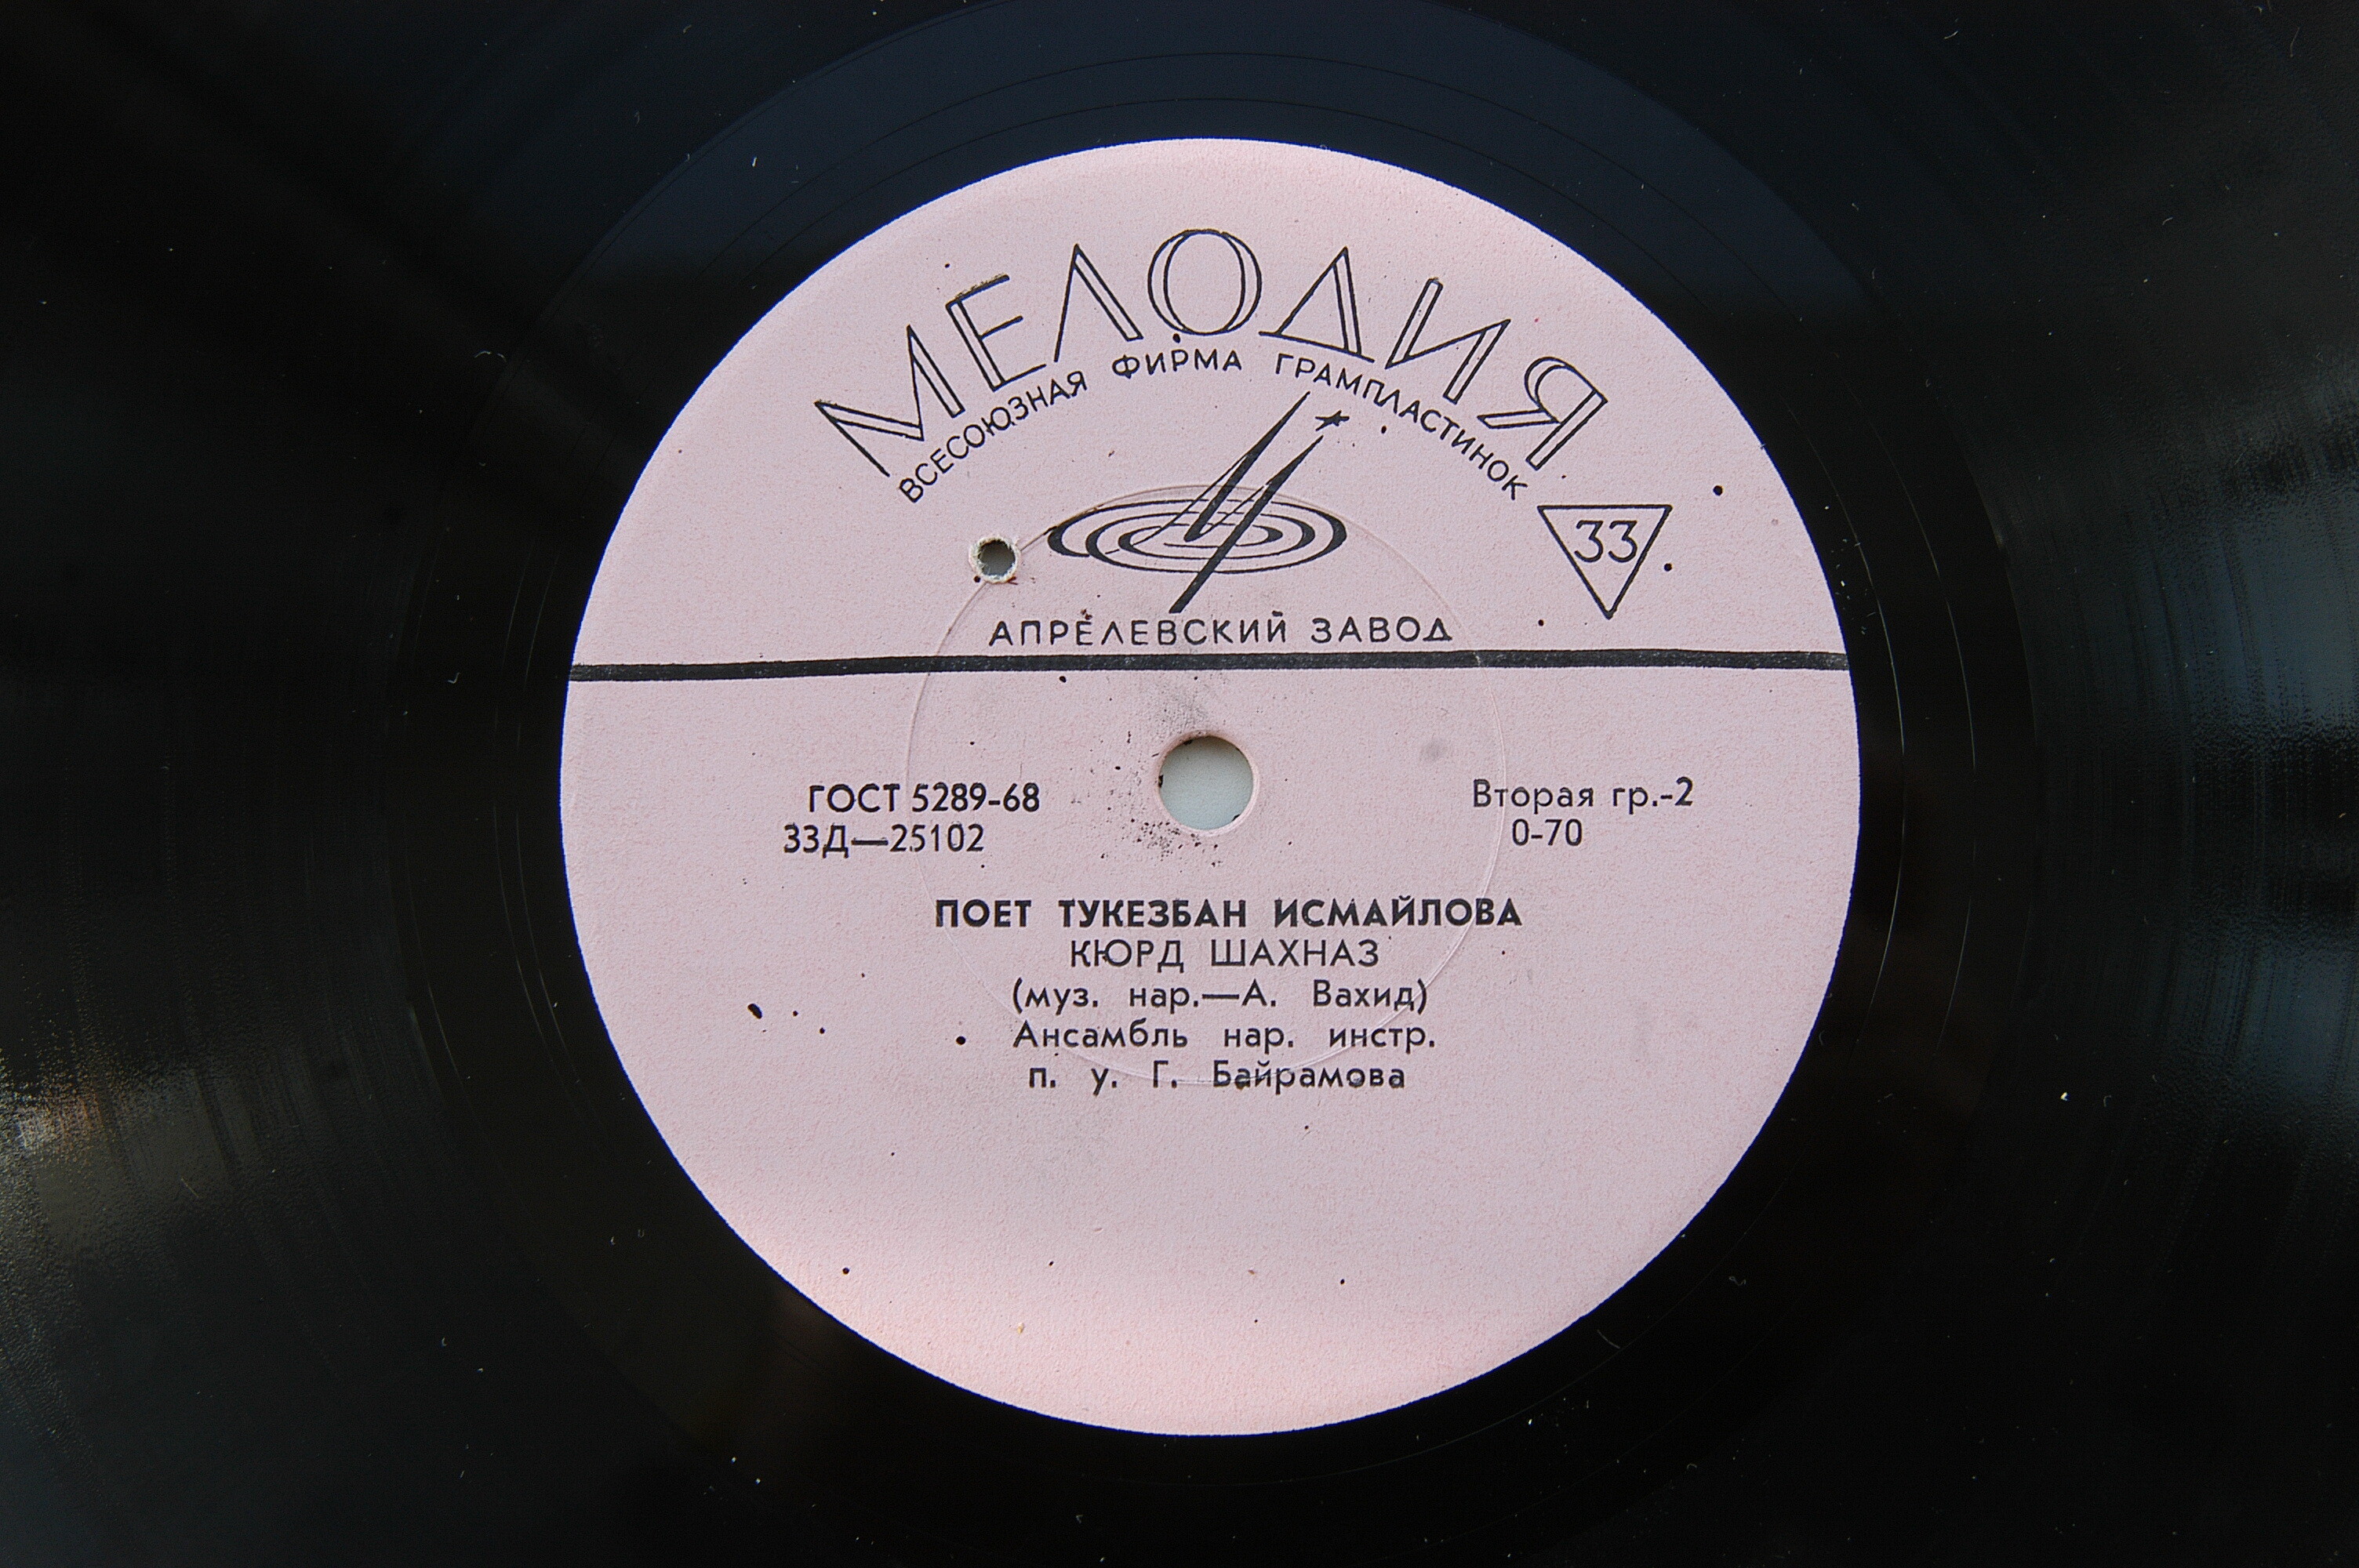 МЕЛОДИЯ
ВСЕСОЮЗНАЯ ФИРМА ГРАМПЛАСТИНОК
33
АПРЕЛЕВСКИЙ ЗАВОД
ГОСТ 5289-68
33Д—25102
Вторая гр.-2
0-70
ПОЕТ ТУКЕЗБАН ИСМАЙЛОВА
КЮРД ШАХНАЗ
(муз. нар.—А. Вахид)
Ансамбль нар. инстр.
п. у. Г. Байрамова